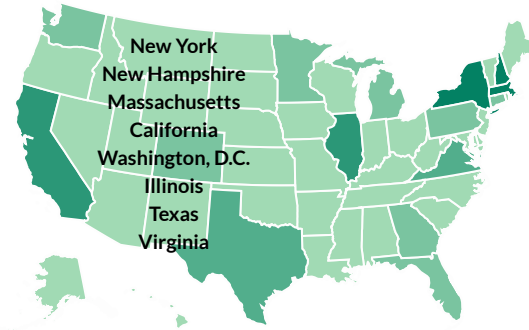 New York
New Hampshire
Massachusetts
California
Washington, D.C.
Illinois
Texas
Virginia